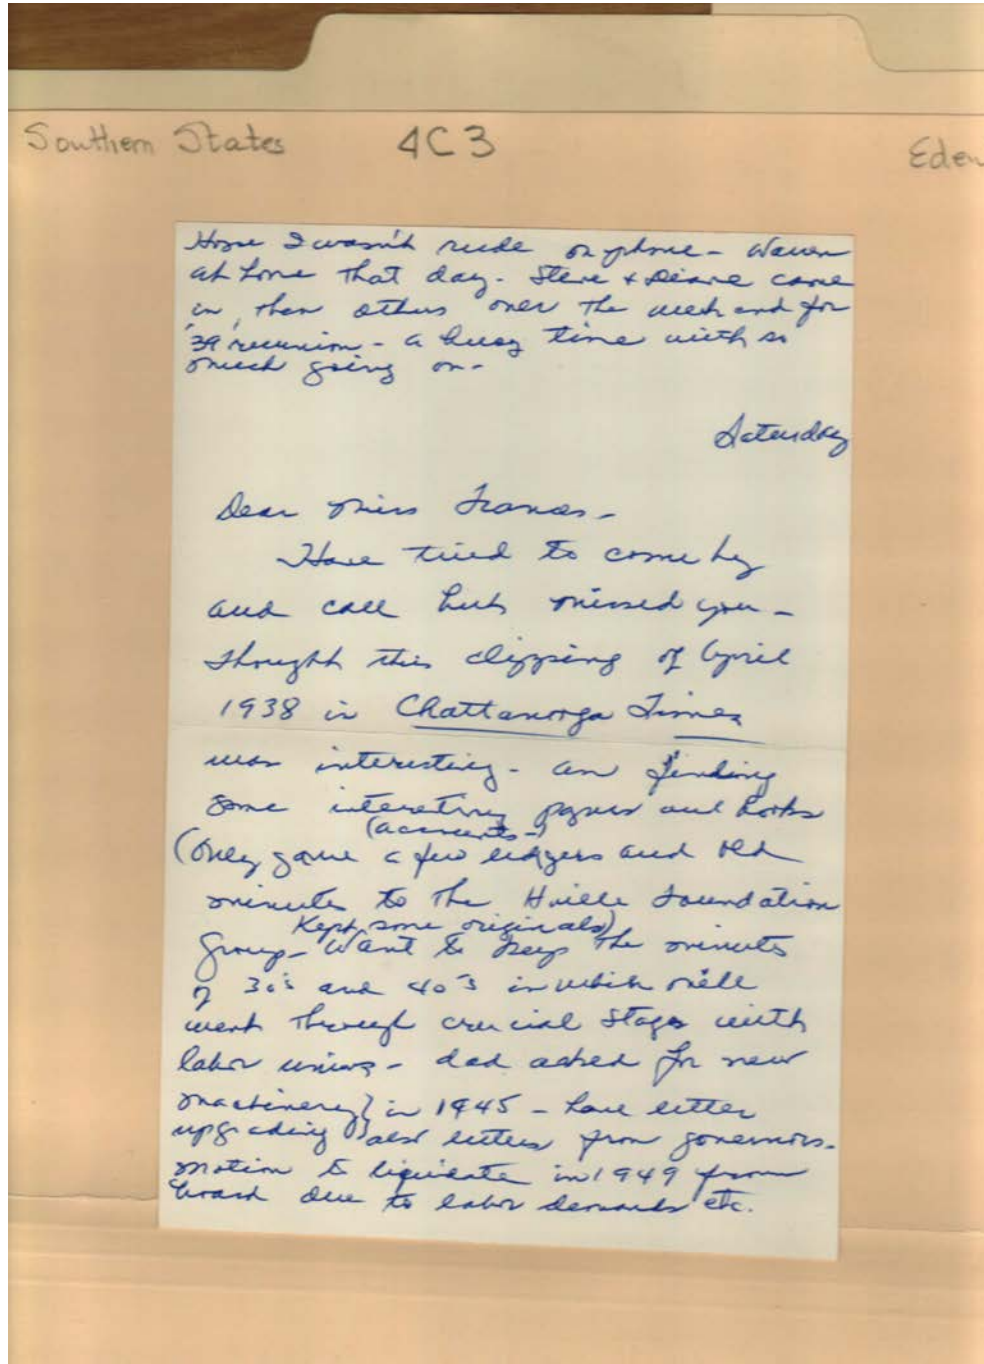 Southern States 4C3 Eden
Hope I wasn't rude on phone -
at home that day. Steve + Diane came
in, then others over the week end for
'39 reunion - a busy time with so
much going on -
Saturday
Dear Miss Frances -
Have tried to come by
and call but missed you -
Thought this clipping of April
1938 in Chattanooga Times
was interesting - am finding
some interesting papers and books
(accounts -)
(Only gave a few ledgers and old
minutes to the Hville Foundation
Kept some originals)
Group - Want to keep the minutes
of 30's and 40's in which mill
went through crucial stages with
labor unions - dad asked for new
machinery} in 1945 - have letter
upgrading} also letters from governors.
Motion to liquidate in 1949 from
board due to labor demands etc.